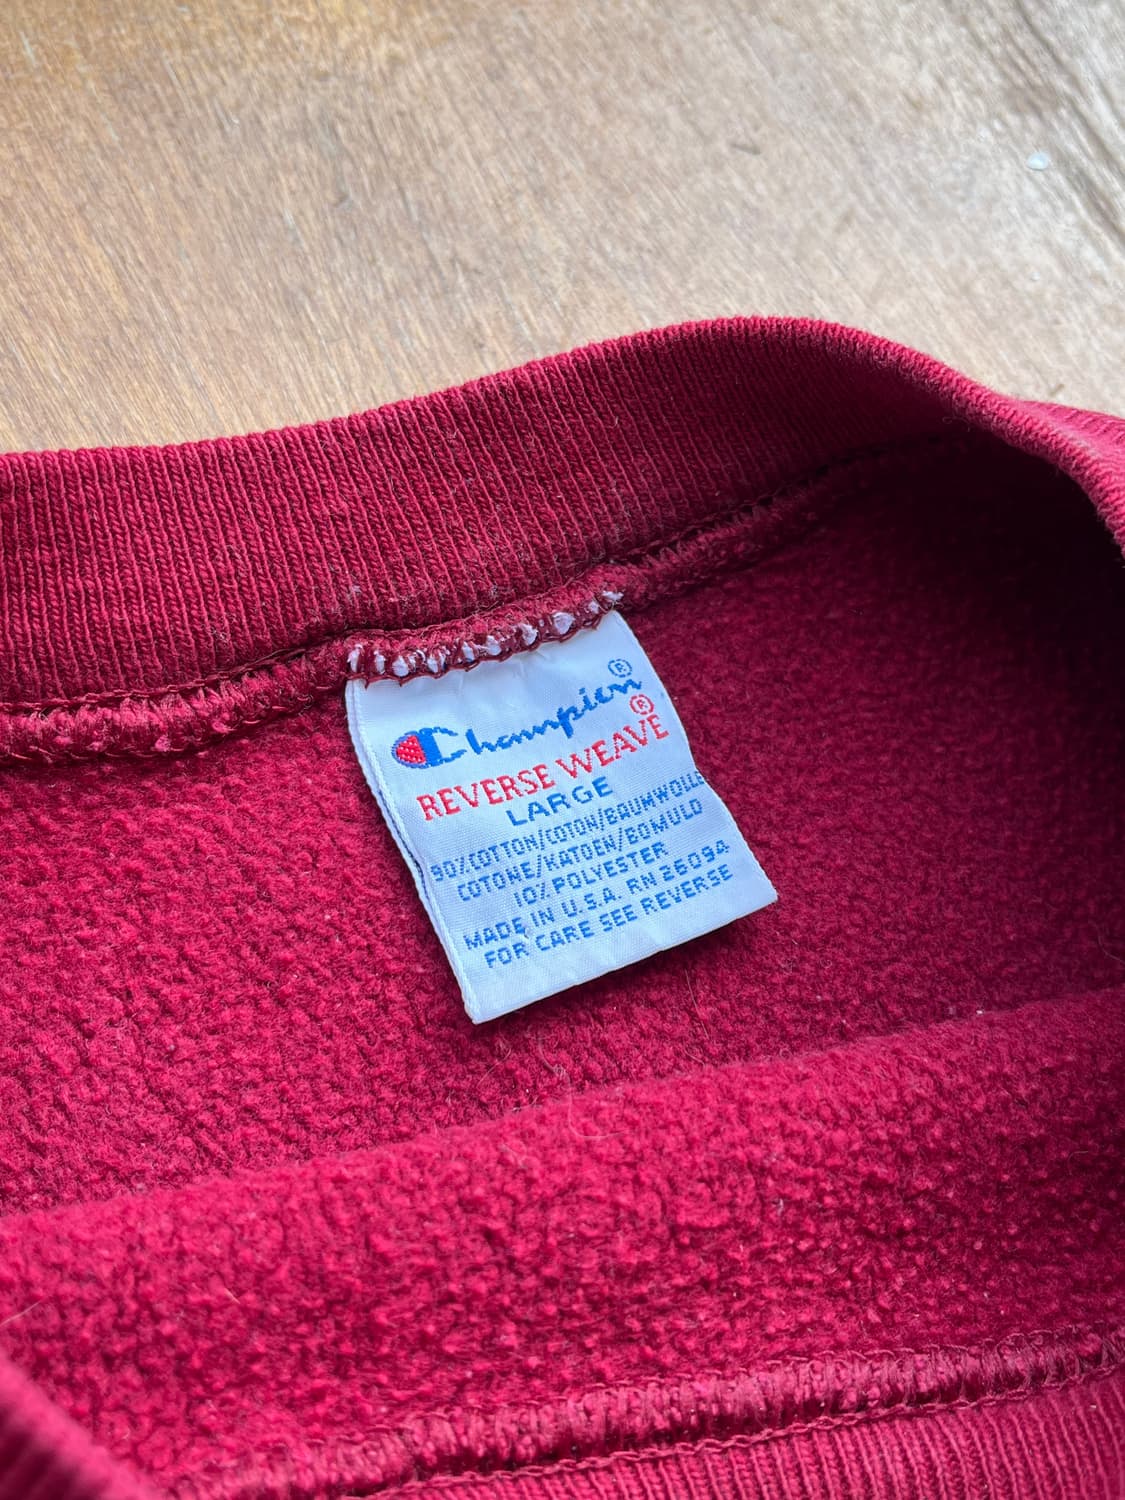 Champion®
REVERSE WEAVE®
LARGE
90% COTTON/COTON/BAUMWOLLE
COTONE/KATOEN/BOMULD
10% POLYESTER
MADE IN U.S.A. RN 26094
FOR CARE SEE REVERSE